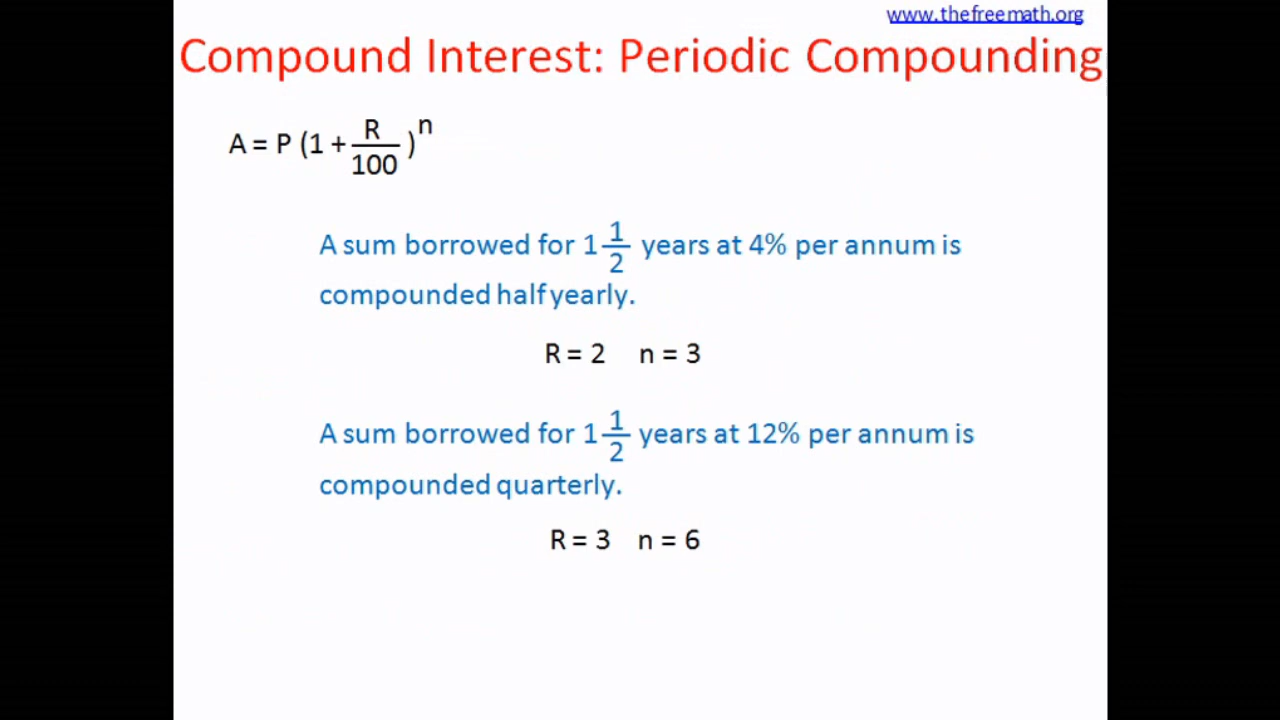 www.thefreemath.org
Compound Interest: Periodic Compounding
A = P (1 + R/100)^n
A sum borrowed for 1 1/2 years at 4% per annum is
compounded half yearly.
R = 2 n = 3
A sum borrowed for 1 1/2 years at 12% per annum is
compounded quarterly.
R = 3 n = 6